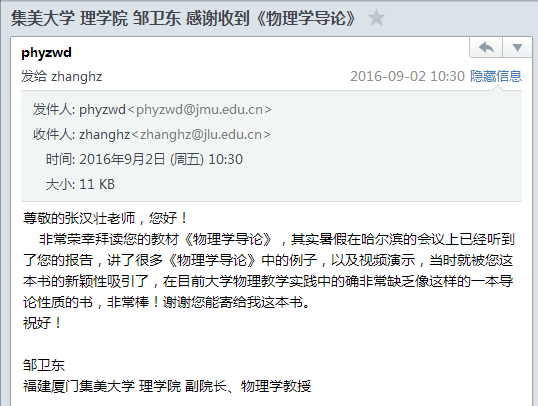 集美大学 理学院 邹卫东 感谢收到《物理学导论》
phyzwd
发给 zhanghz 2016-09-02 10:30 隐藏信息
发件人: phyzwd<phyzwd@jmu.edu.cn>
收件人: zhanghz<zhanghz@jlu.edu.cn>
时间: 2016年9月2日 (周五) 10:30
大小: 11 KB
尊敬的张汉壮老师，您好！
非常荣幸拜读您的教材《物理学导论》，其实暑假在哈尔滨的会议上已经听到
了您的报告，讲了很多《物理学导论》中的例子，以及视频演示，当时就被您这
本书的新颖性吸引了，在目前大学物理教学实践中的确非常缺乏像这样的一本导
论性质的书，非常棒！谢谢您能寄给我这本书。
祝好！
邹卫东
福建厦门集美大学 理学院 副院长、物理学教授